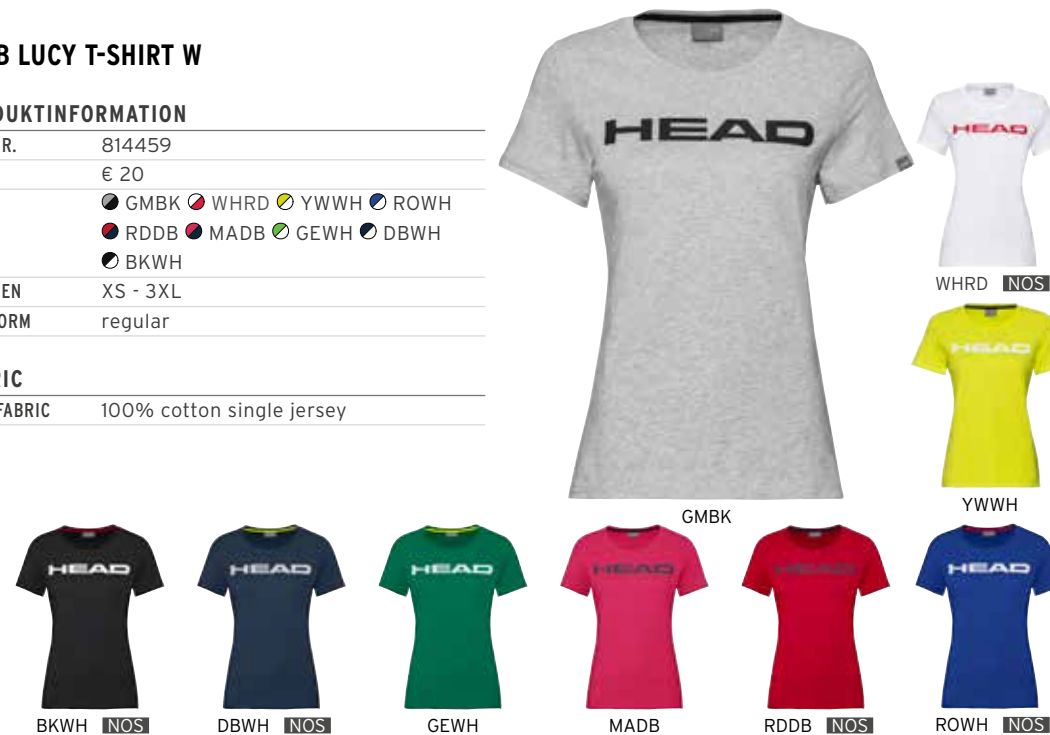 B LUCY T-SHIRT W
DUKTINFORMATION
R. 814459
€ 20
GMBK WHRD YWWH ROWH
RDDB MADB GEWH DBWH
BKWH
EN XS - 3XL
ORM regular
RIC
FABRIC 100% cotton single jersey
HEAD
GMBK
HEAD
WHRD NOS
HEAD
YWWH
HEAD HEAD HEAD HEAD HEAD HEAD
BKWH NOS DBWH NOS GEWH MADB RDDB NOS ROWH NOS